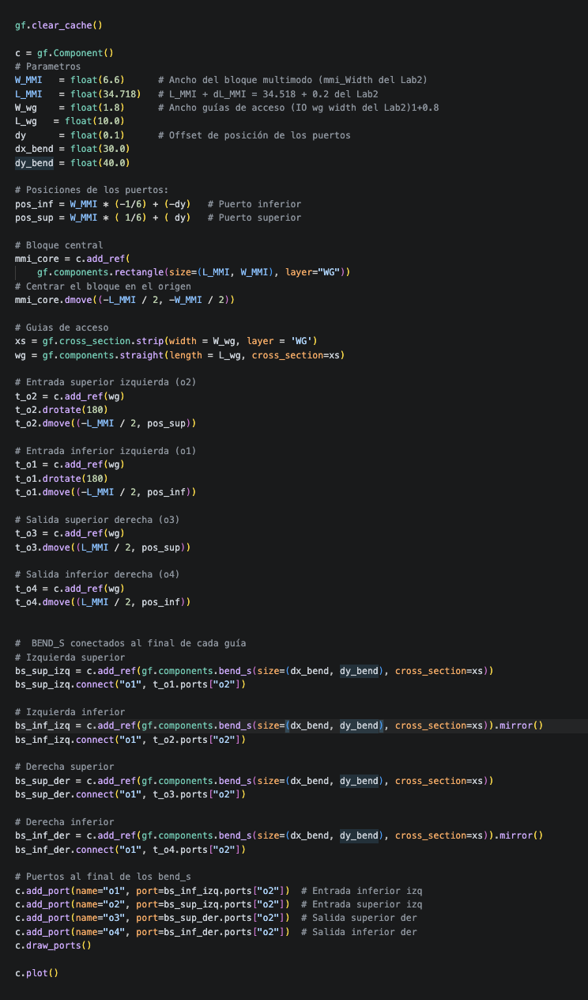 gf.clear_cache()
c = gf.Component()
# Parametros
W_MMI   = float(6.6)      # Ancho del bloque multimodo (mmi_Width del Lab2)
L_MMI   = float(34.718)   # L_MMI + dL_MMI = 34.518 + 0.2 del Lab2
W_wg    = float(1.8)      # Ancho guías de acceso (IO wg width del Lab2)1+0.8
L_wg   = float(10.0)
dy      = float(0.1)      # Offset de posición de los puertos
dx_bend = float(30.0)
dy_bend = float(40.0)
# Posiciones de los puertos:
pos_inf = W_MMI * (-1/6) + (-dy)   # Puerto inferior
pos_sup = W_MMI * ( 1/6) + ( dy)   # Puerto superior
# Bloque central
mmi_core = c.add_ref(
    gf.components.rectangle(size=(L_MMI, W_MMI), layer="WG"))
# Centrar el bloque en el origen
mmi_core.dmove((-L_MMI / 2, -W_MMI / 2))
# Guias de acceso
xs = gf.cross_section.strip(width = W_wg, layer = 'WG')
wg = gf.components.straight(length = L_wg, cross_section=xs)
# Entrada superior izquierda (o2)
t_o2 = c.add_ref(wg)
t_o2.drotate(180)
t_o2.dmove((-L_MMI / 2, pos_sup))
# Entrada inferior izquierda (o1)
t_o1 = c.add_ref(wg)
t_o1.drotate(180)
t_o1.dmove((-L_MMI / 2, pos_inf))
# Salida superior derecha (o3)
t_o3 = c.add_ref(wg)
t_o3.dmove((L_MMI / 2, pos_sup))
# Salida inferior derecha (o4)
t_o4 = c.add_ref(wg)
t_o4.dmove((L_MMI / 2, pos_inf))
#  BEND_S conectados al final de cada guía
# Izquierda superior
bs_sup_izq = c.add_ref(gf.components.bend_s(size=(dx_bend, dy_bend), cross_section=xs))
bs_sup_izq.connect("o1", t_o1.ports["o2"])
# Izquierda inferior
bs_inf_izq = c.add_ref(gf.components.bend_s(size=(dx_bend, dy_bend), cross_section=xs)).mirror()
bs_inf_izq.connect("o1", t_o2.ports["o2"])
# Derecha superior
bs_sup_der = c.add_ref(gf.components.bend_s(size=(dx_bend, dy_bend), cross_section=xs))
bs_sup_der.connect("o1", t_o3.ports["o2"])
# Derecha inferior
bs_inf_der = c.add_ref(gf.components.bend_s(size=(dx_bend, dy_bend), cross_section=xs)).mirror()
bs_inf_der.connect("o1", t_o4.ports["o2"])
# Puertos al final de los bend_s
c.add_port(name="o1", port=bs_inf_izq.ports["o2"])  # Entrada inferior izq
c.add_port(name="o2", port=bs_sup_izq.ports["o2"])  # Entrada superior izq
c.add_port(name="o3", port=bs_sup_der.ports["o2"])  # Salida superior der
c.add_port(name="o4", port=bs_inf_der.ports["o2"])  # Salida inferior der
c.draw_ports()
c.plot()